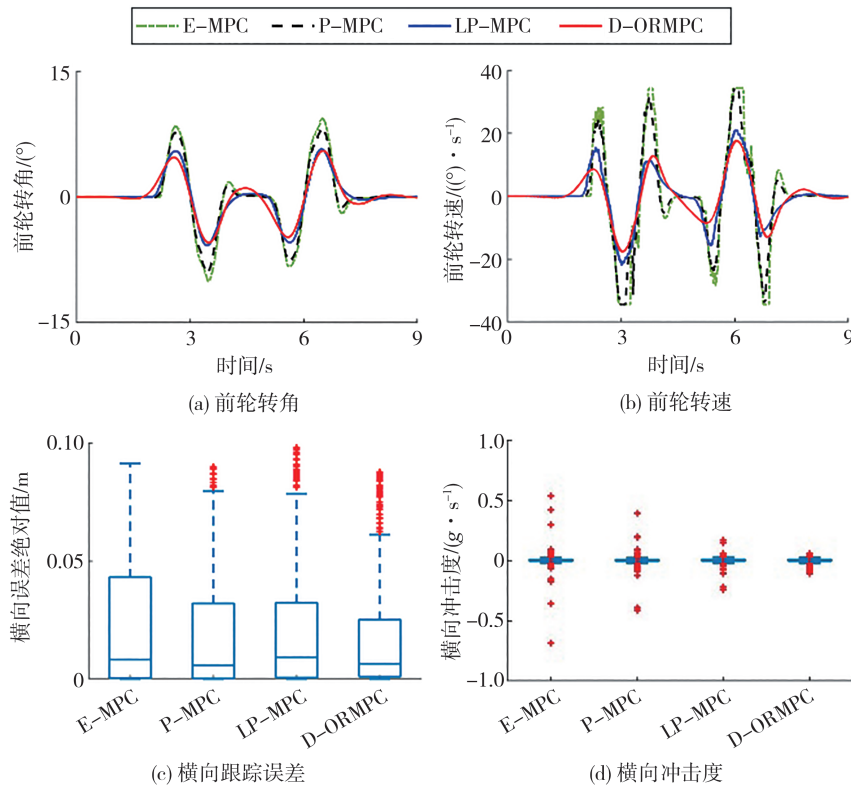 E-MPC P-MPC LP-MPC D-ORMPC
15
0
-15
前轮转角/(°)
0 3 6 9
时间/s
(a) 前轮转角
40
20
0
-20
-40
前轮转速/((°)·s⁻¹)
0 3 6 9
时间/s
(b) 前轮转速
0.10
0.05
0
横向误差绝对值/m
E-MPC P-MPC LP-MPC D-ORMPC
(c) 横向跟踪误差
1.0
0.5
0
-0.5
-1.0
横向冲击度/(g·s⁻¹)
E-MPC P-MPC LP-MPC D-ORMPC
(d) 横向冲击度